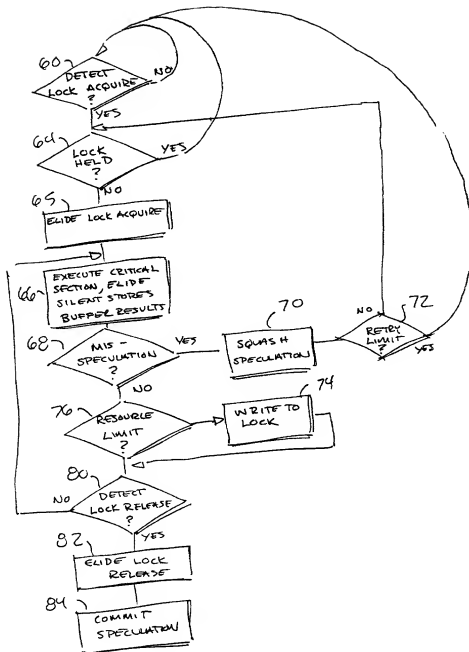 60
DETECT
LOCK ACQUIRE
?
NO
YES
64
LOCK
HELD
?
YES
NO
65
ELIDE LOCK ACQUIRE
66
EXECUTE CRITICAL
SECTION, ELIDE
SILENT STORES
BUFFER RESULTS
68
MIS-
SPECULATION
?
YES
NO
70
SQUASH
SPECULATION
72
NO
RETRY
LIMIT
?
YES
76
RESOURCE
LIMIT
?
74
WRITE TO
LOCK
80
DETECT
LOCK RELEASE
?
NO
YES
82
ELIDE LOCK
RELEASE
84
COMMIT
SPECULATION